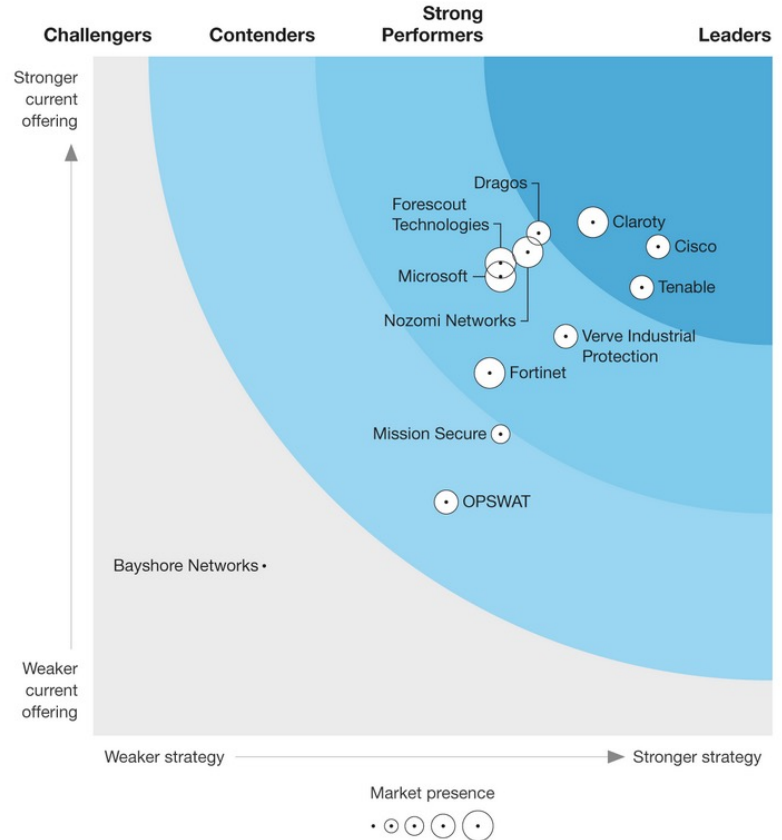 Challengers
Contenders
Strong
Performers
Leaders
Stronger
current
offering
Dragos
Forescout
Technologies
Claroty
Cisco
Microsoft
Tenable
Nozomi Networks
Verve Industrial
Protection
Fortinet
Mission Secure
OPSWAT
Bayshore Networks
Weaker
current
offering
Weaker strategy
Stronger strategy
Market presence